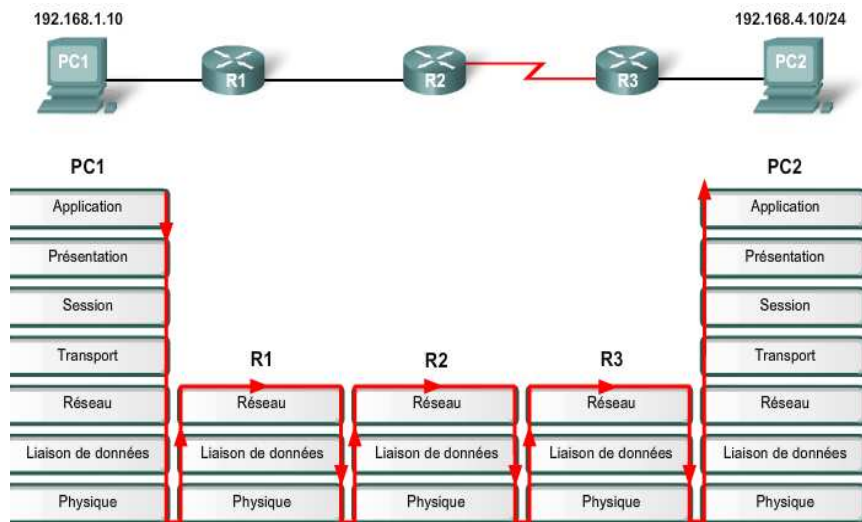 192.168.1.10 192.168.4.10/24
PC1 R1 R2 R3 PC2
PC1 PC2
Application Application
Présentation Présentation
Session Session
Transport Transport
R1 R2 R3
Réseau Réseau Réseau Réseau Réseau
Liaison de données Liaison de données Liaison de données Liaison de données Liaison de données
Physique Physique Physique Physique Physique